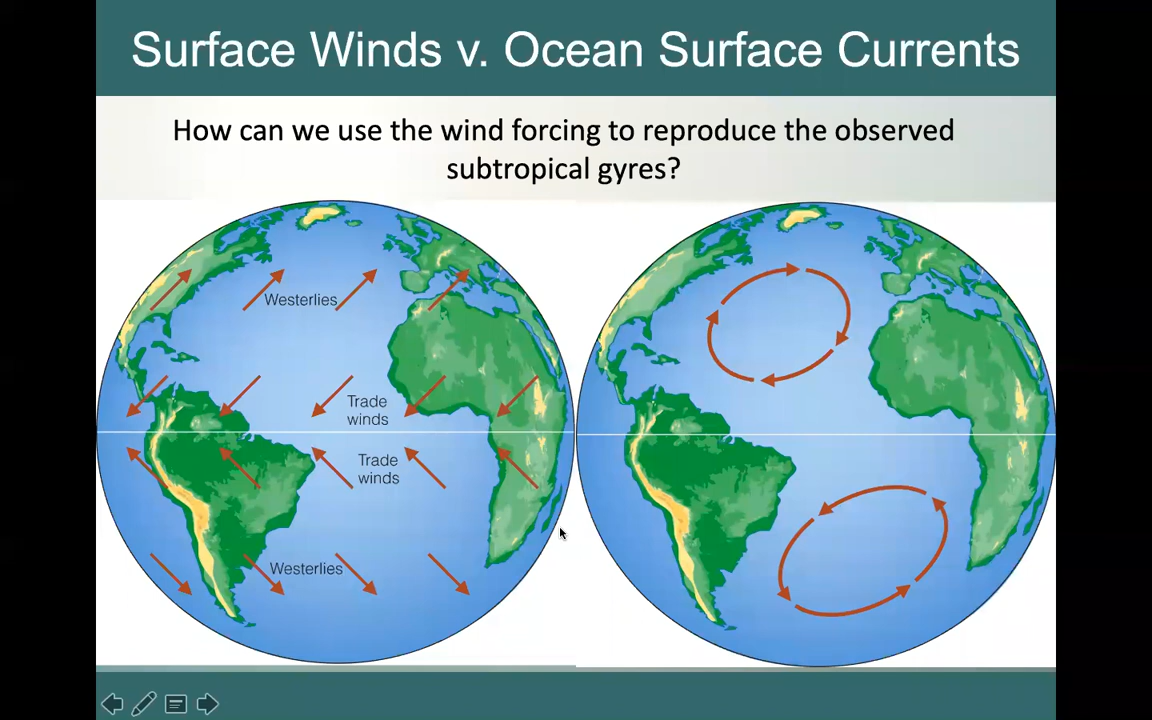 Surface Winds v. Ocean Surface Currents
How can we use the wind forcing to reproduce the observed
subtropical gyres?
Westerlies
Trade
winds
Trade
winds
Westerlies